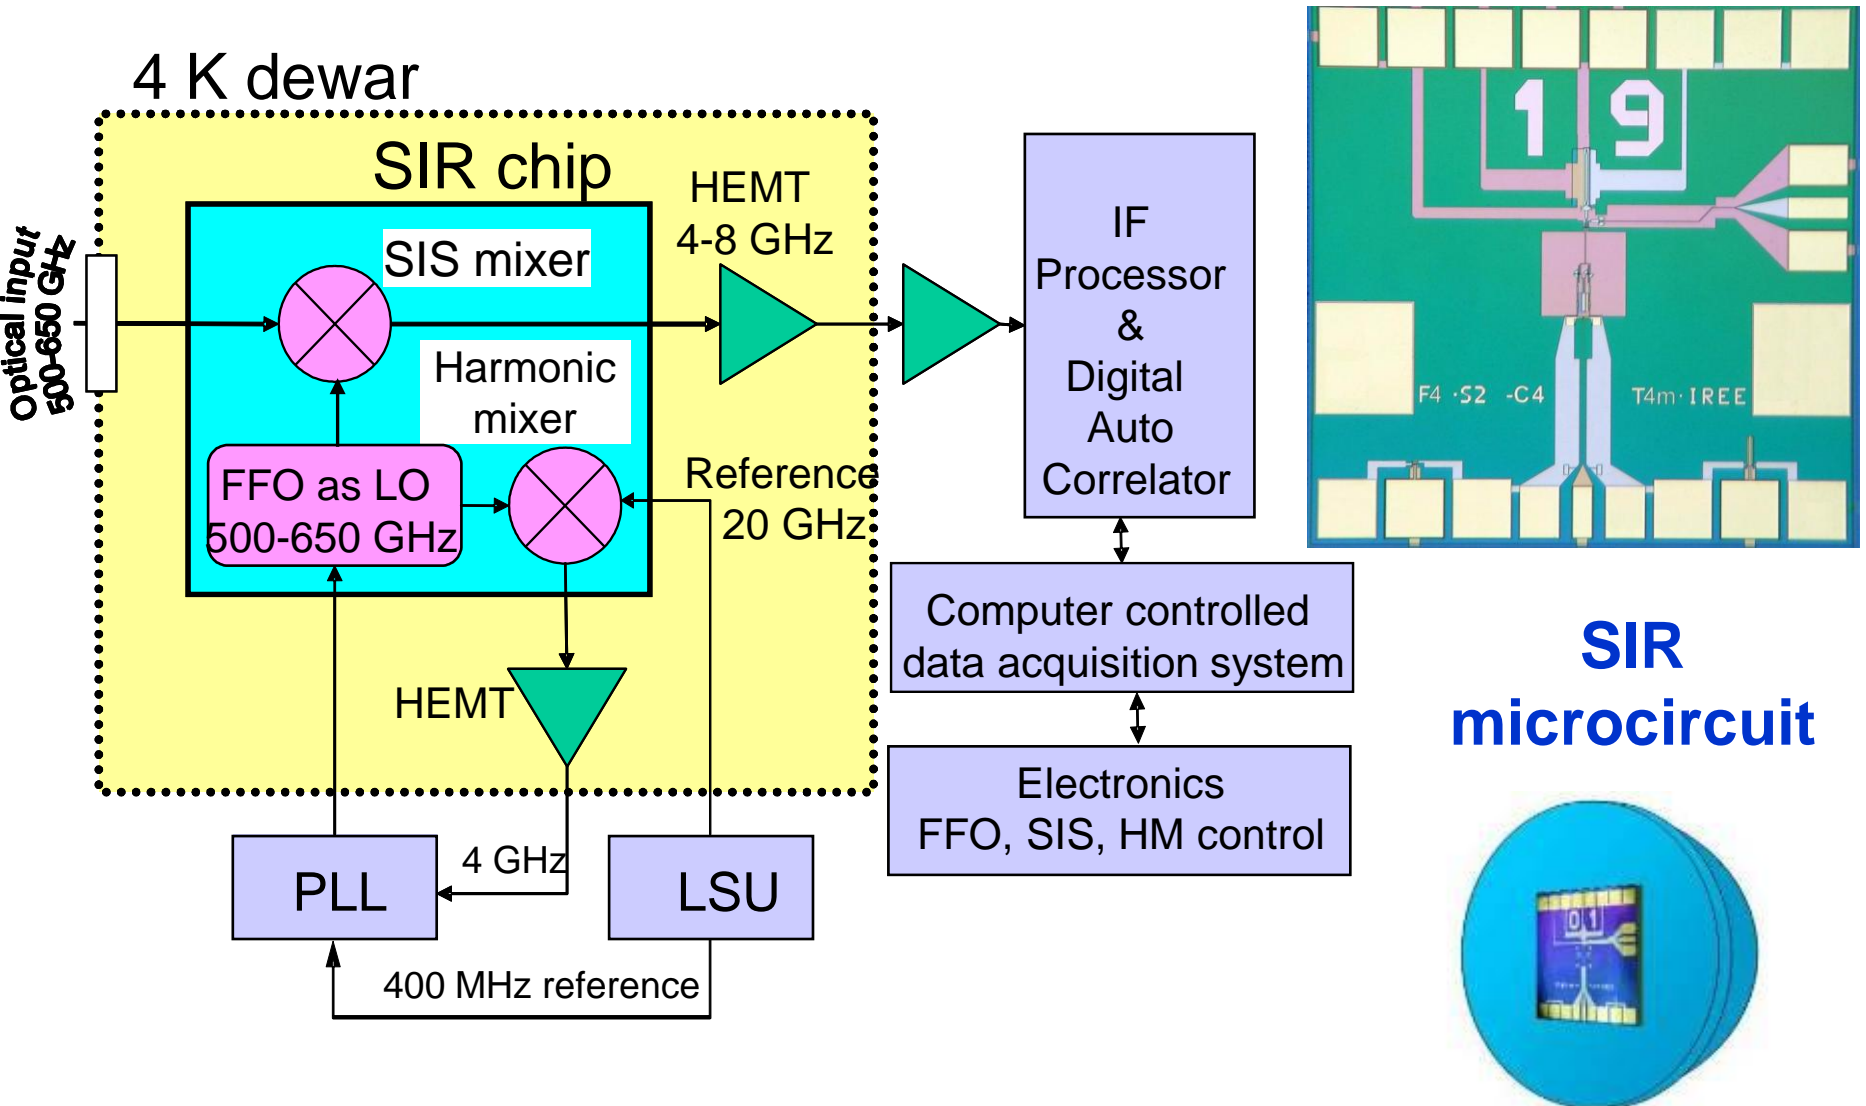 4 K dewar
SIR chip
Optical input
500-650 GHz
SIS mixer
HEMT
4-8 GHz
Harmonic
mixer
FFO as LO
500-650 GHz
Reference
20 GHz
HEMT
PLL
4 GHz
LSU
400 MHz reference
IF
Processor
&
Digital
Auto
Correlator
Computer controlled
data acquisition system
Electronics
FFO, SIS, HM control
19
F4 ·S2 -C4
T4m·IREE
SIR
microcircuit
01